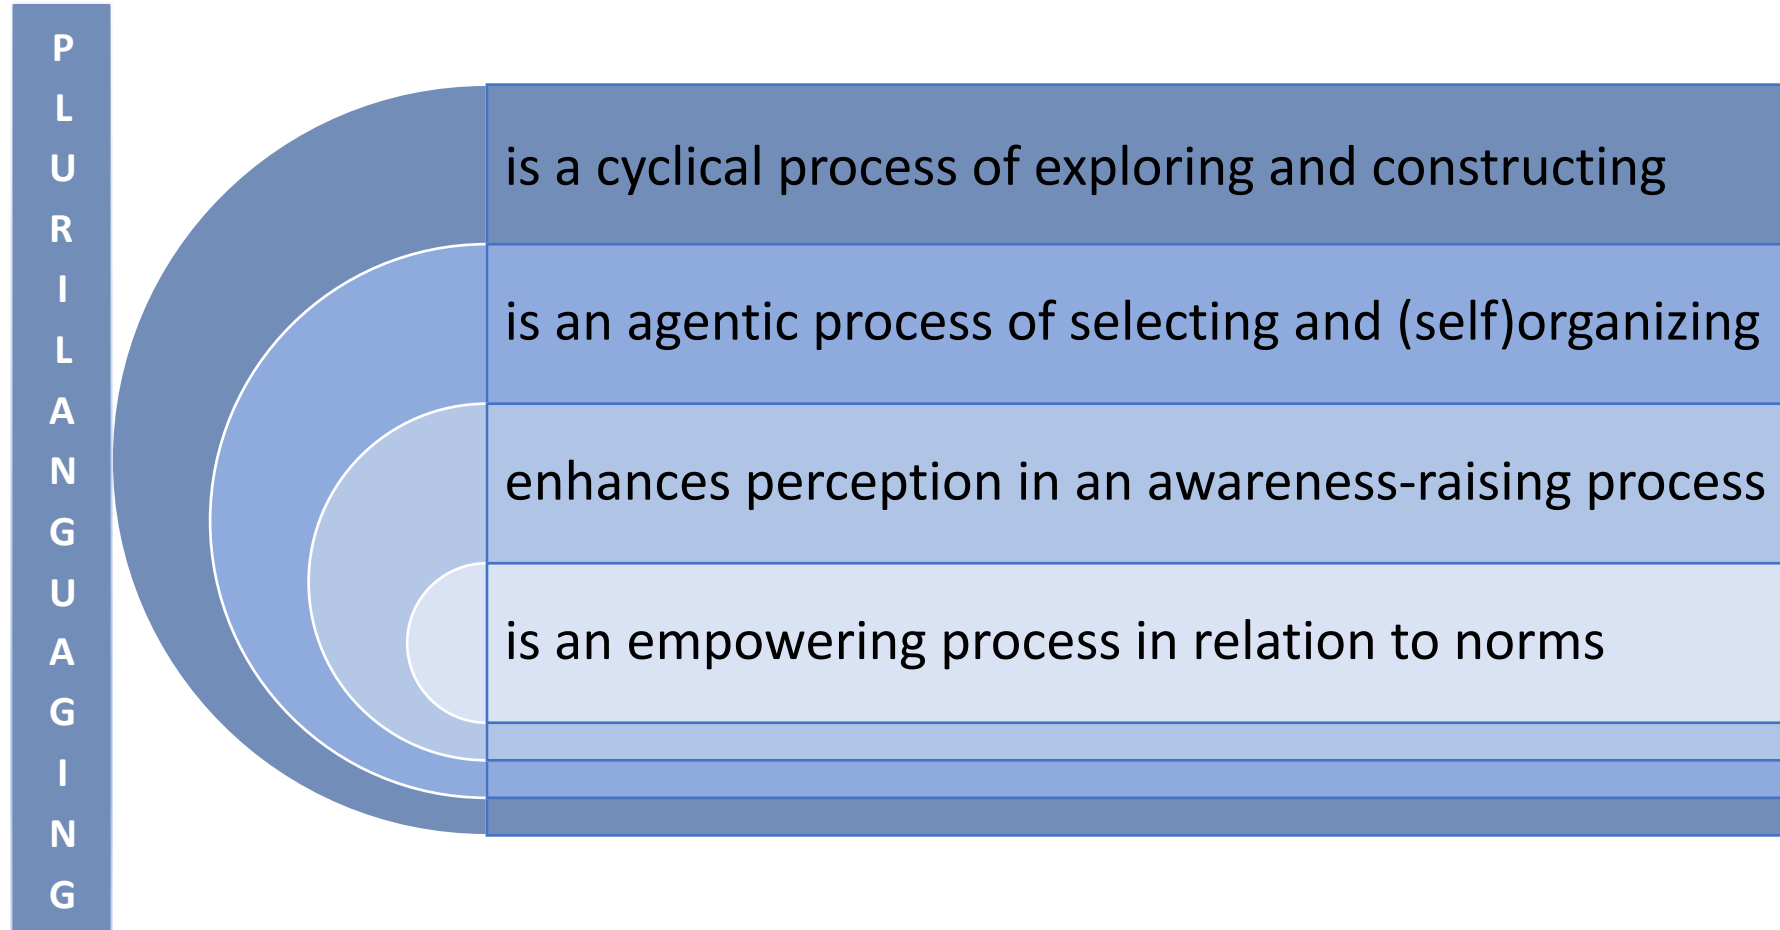 PLURILANGUAGING
is a cyclical process of exploring and constructing
is an agentic process of selecting and (self)organizing
enhances perception in an awareness-raising process
is an empowering process in relation to norms